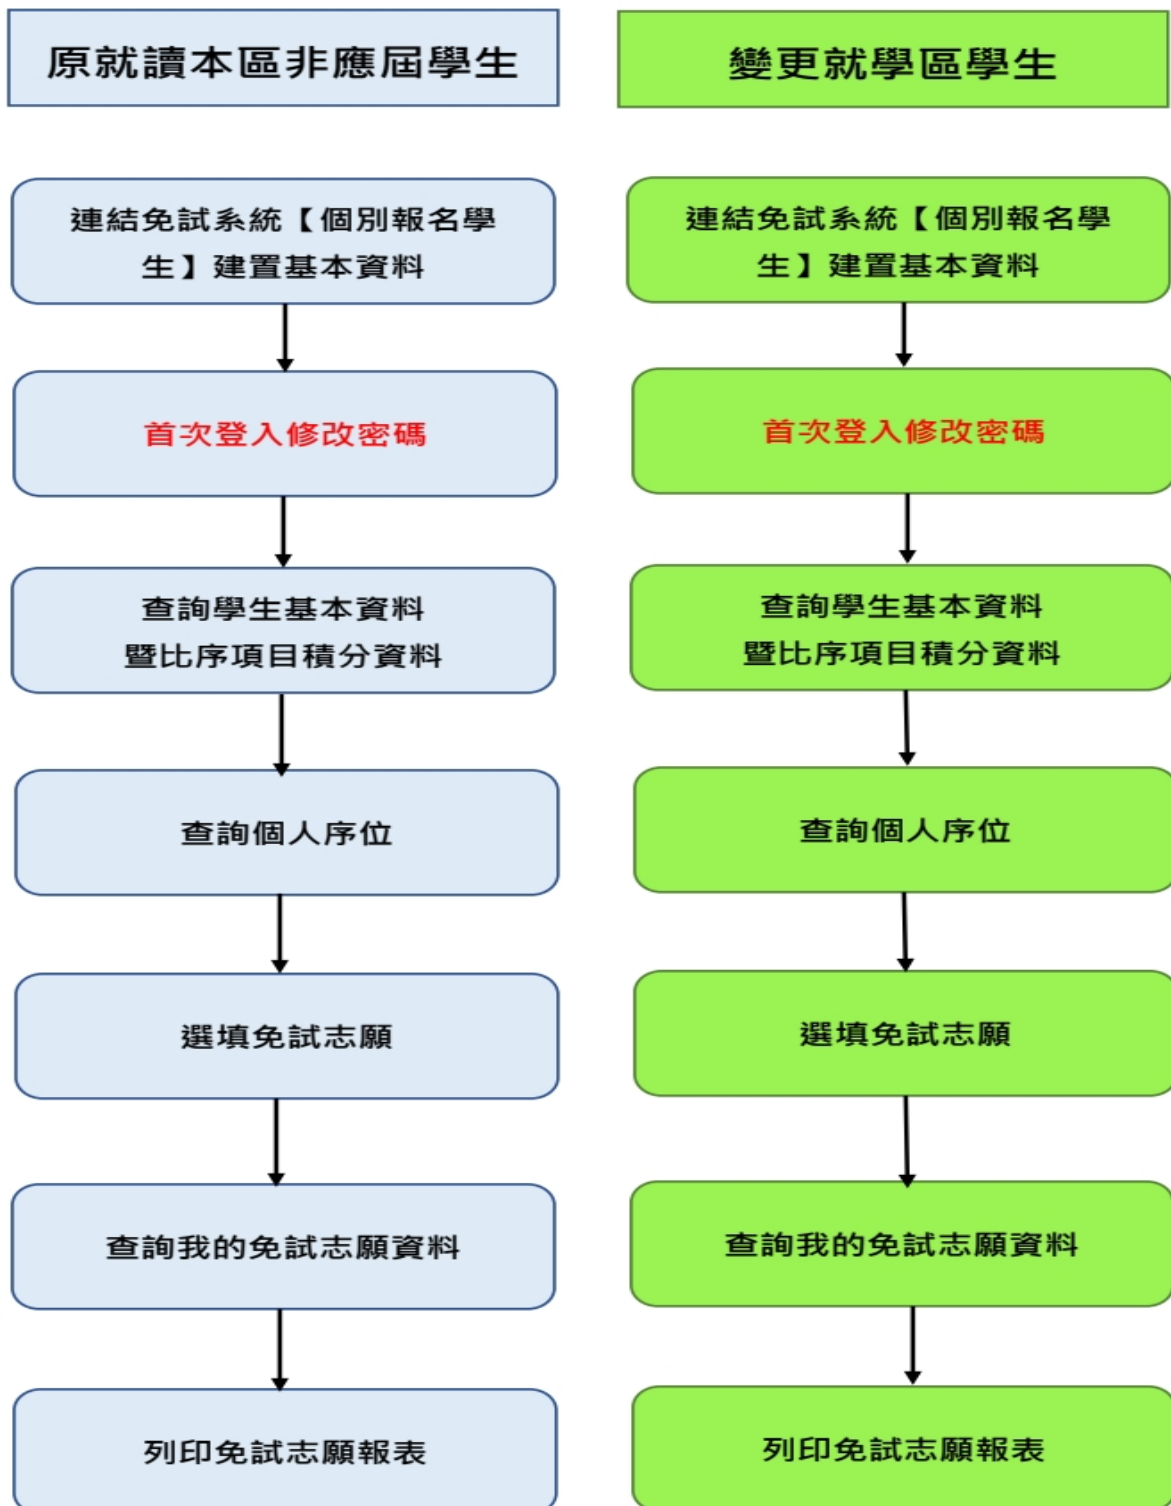 原就讀本區非應屆學生
連結免試系統【個別報名學
生】建置基本資料
首次登入修改密碼
查詢學生基本資料
暨比序項目積分資料
查詢個人序位
選填免試志願
查詢我的免試志願資料
列印免試志願報表
變更就學區學生
連結免試系統【個別報名學
生】建置基本資料
首次登入修改密碼
查詢學生基本資料
暨比序項目積分資料
查詢個人序位
選填免試志願
查詢我的免試志願資料
列印免試志願報表